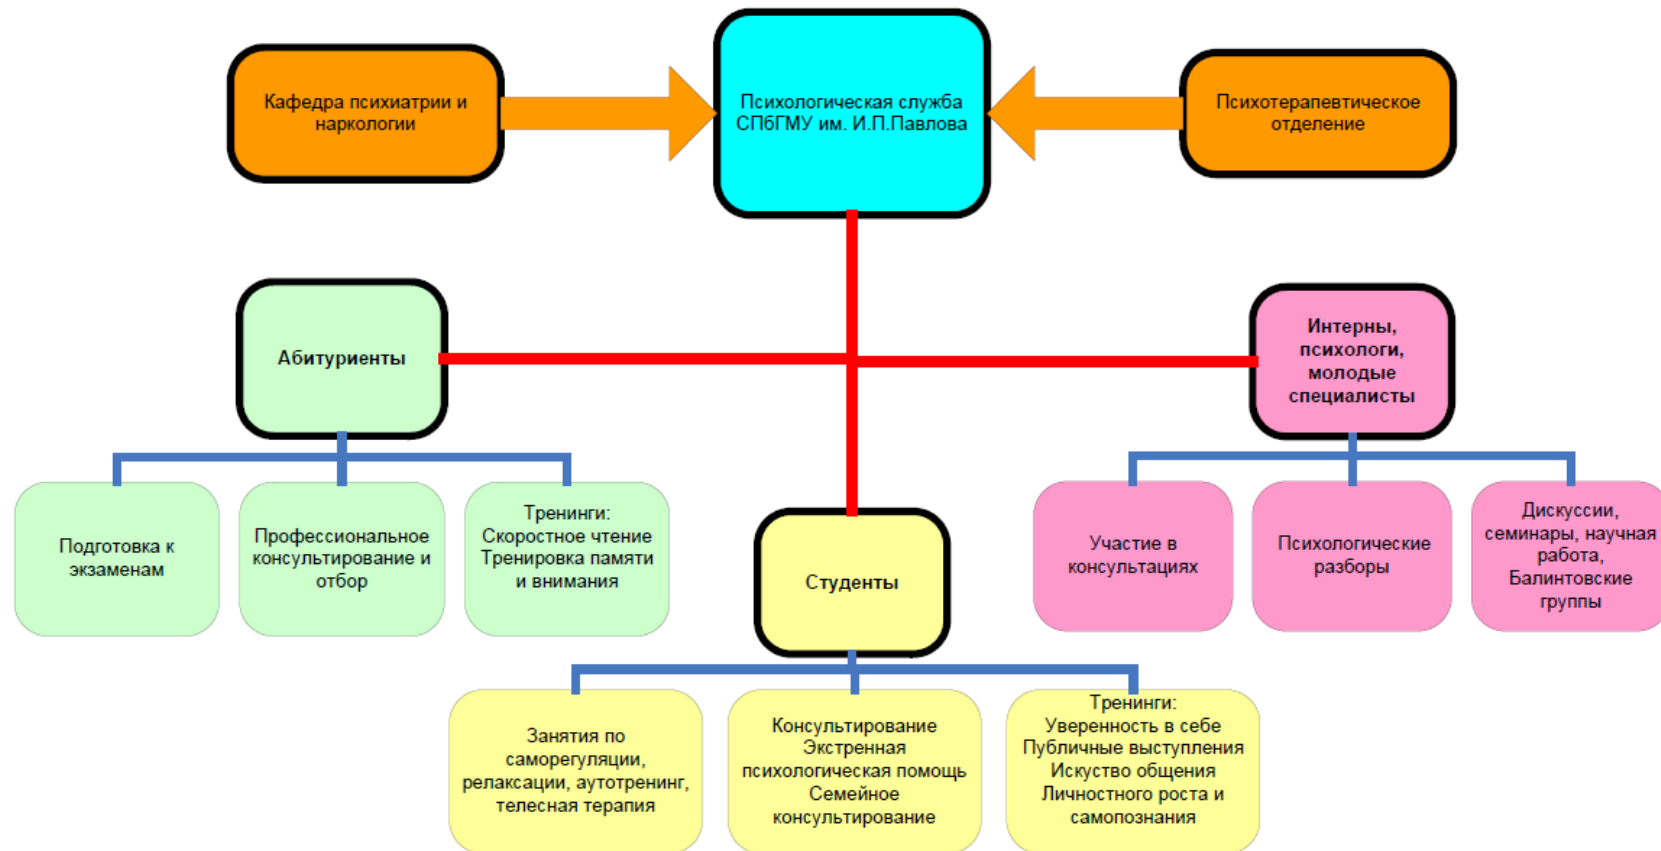 Кафедра психиатрии и
наркологии
Психологическая служба
СПбГМУ им. И.П.Павлова
Психотерапевтическое
отделение
Абитуриенты
Интерны,
психологи,
молодые
специалисты
Подготовка к
экзаменам
Профессиональное
консультирование и
отбор
Тренинги:
Скоростное чтение
Тренировка памяти
и внимания
Студенты
Участие в
консультациях
Психологические
разборы
Дискуссии,
семинары, научная
работа,
Балинтовские
группы
Занятия по
саморегуляции,
релаксации, аутотренинг,
телесная терапия
Консультирование
Экстренная
психологическая помощь
Семейное
консультирование
Тренинги:
Уверенность в себе
Публичные выступления
Искуство общения
Личностного роста и
самопознания